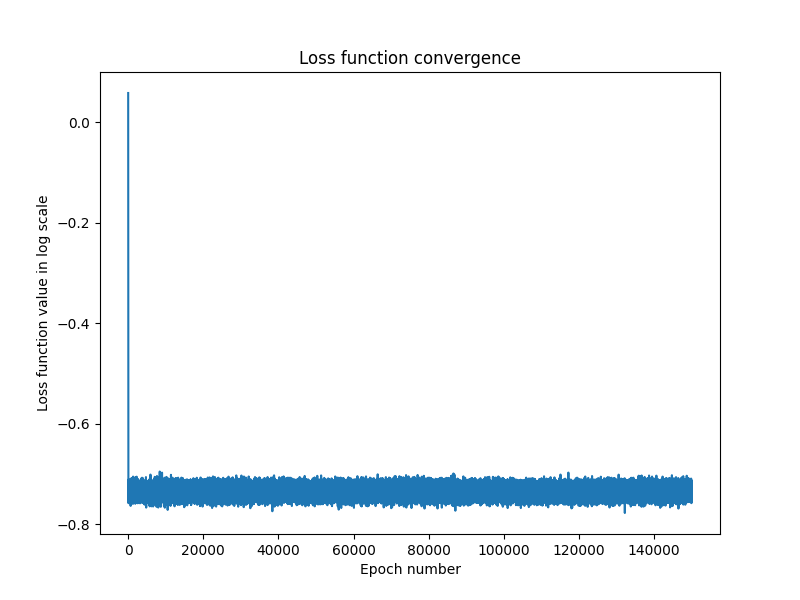 Loss function convergence
0.0
−0.2
−0.4
−0.6
−0.8
Loss function value in log scale
0 20000 40000 60000 80000 100000 120000 140000
Epoch number